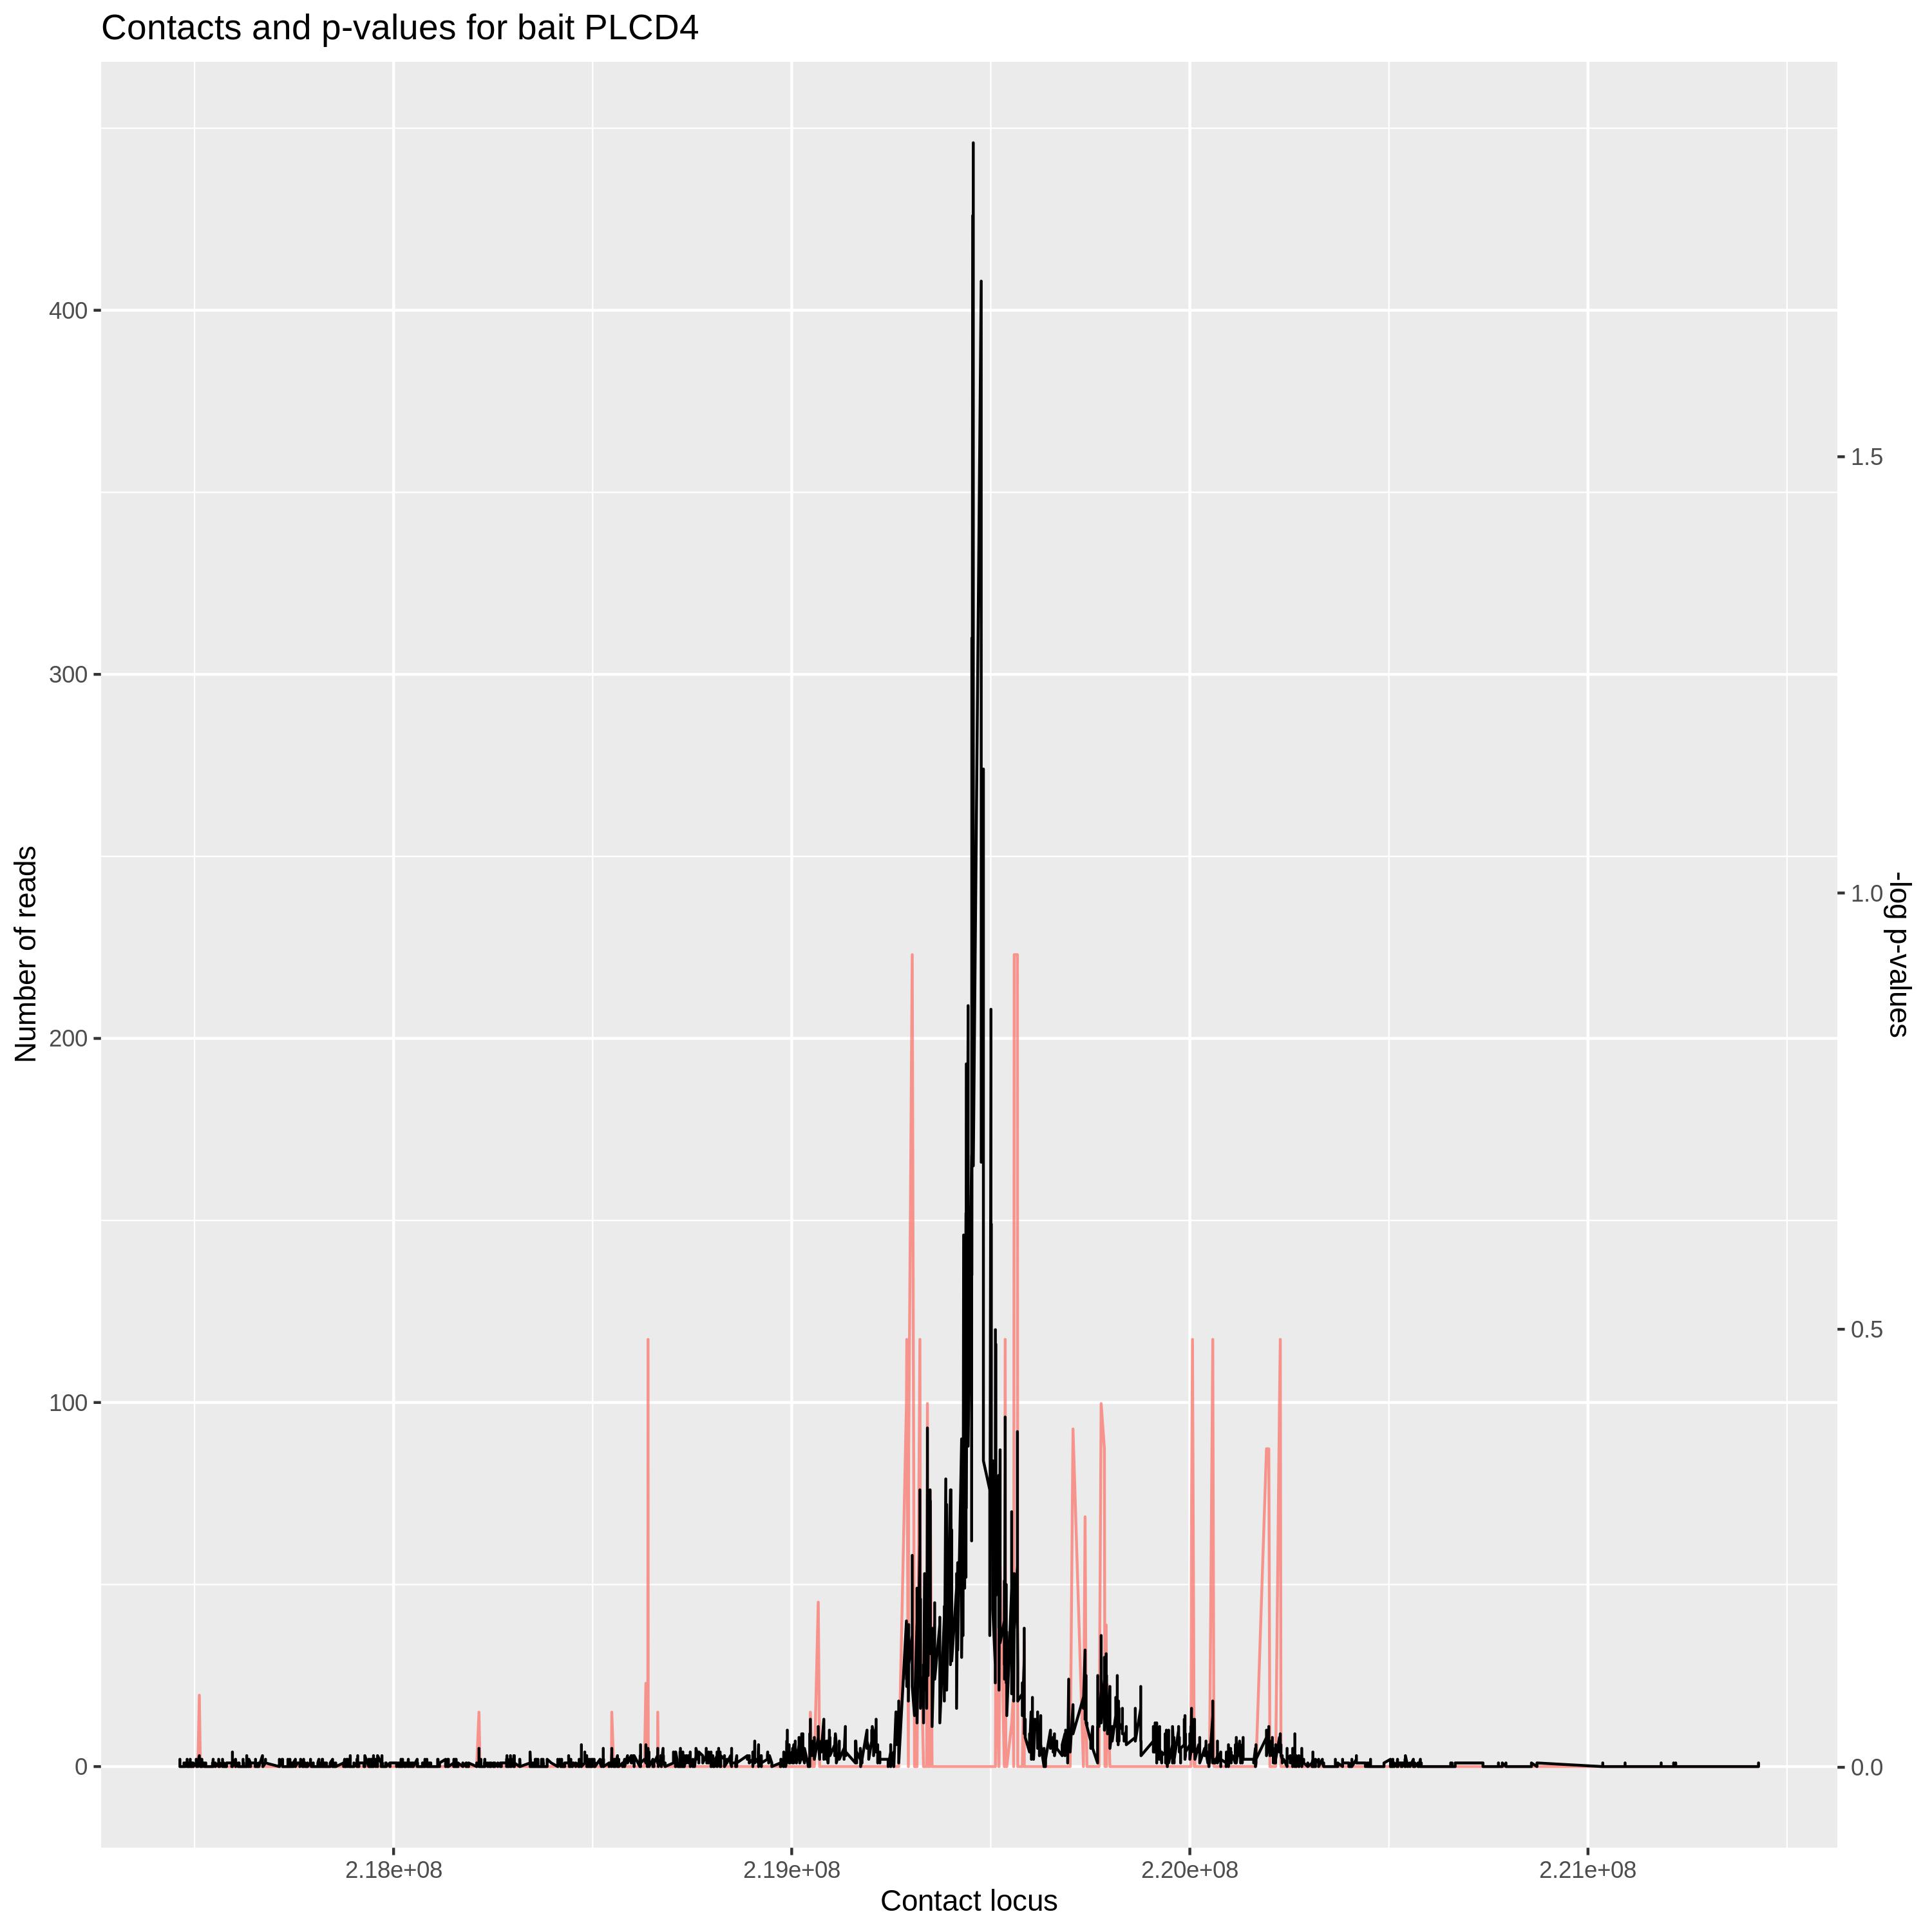 Contacts and p-values for bait PLCD4
Number of reads
400
300
200
100
0
1.5
1.0
0.5
0.0
-log p-values
2.18e+08
2.19e+08
2.20e+08
2.21e+08
Contact locus